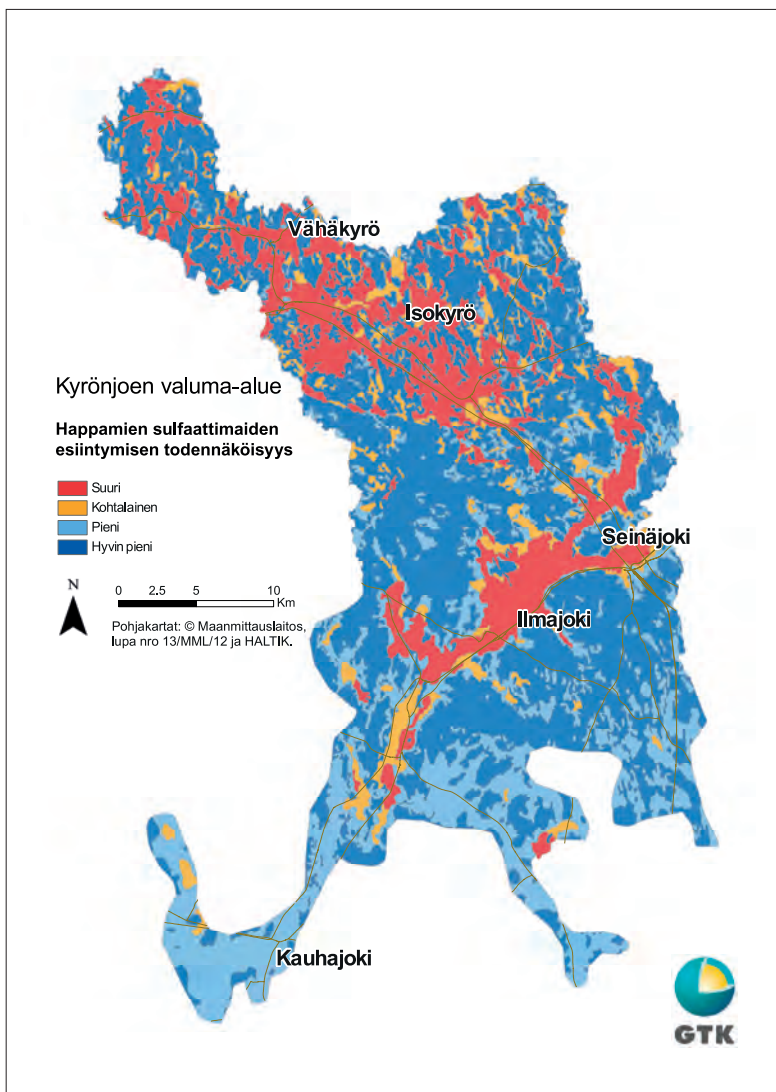 Vähäkyrö
Isokyrö
Kyrönjoen valuma-alue
Happamien sulfaattimaiden
esiintymisen todennäköisyys
Suuri
Kohtalainen
Pieni
Hyvin pieni
Seinäjoki
N
0 2.5 5 10
Km
Ilmajoki
Pohjakartat: © Maanmittauslaitos,
lupa nro 13/MML/12 ja HALTIK.
Kauhajoki
GTK